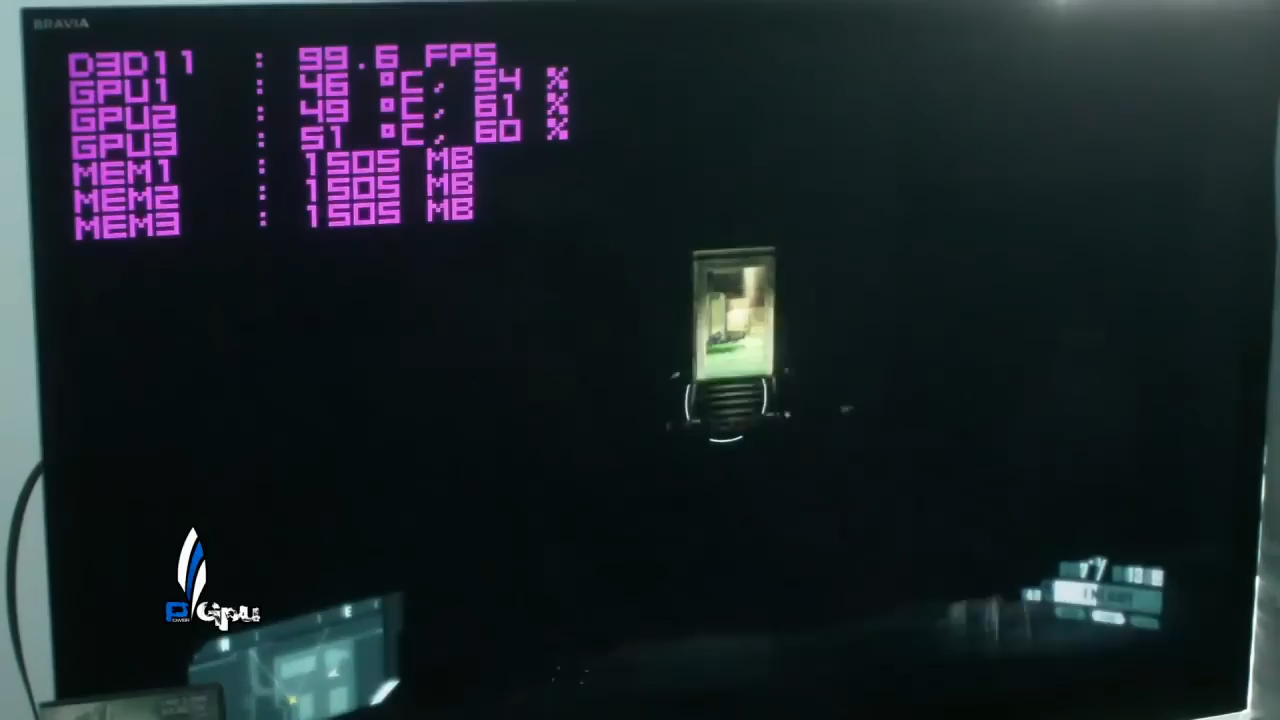 BRAVIA
D3D11 : 99.6 FPS
GPU1 : 46 °C, 54 %
GPU2 : 49 °C, 61 %
GPU3 : 51 °C, 60 %
MEM1 : 1505 MB
MEM2 : 1505 MB
MEM3 : 1505 MB
Gpu
E